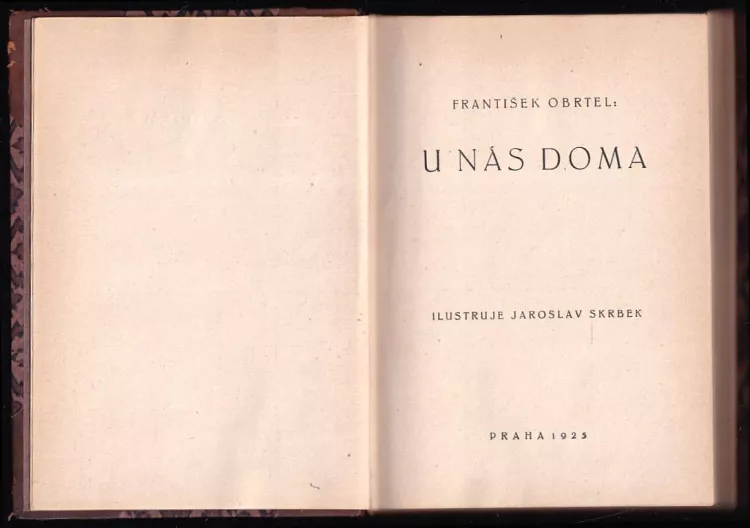 FRANTIŠEK OBRTEL:
U NÁS DOMA
ILUSTRUJE JAROSLAV SKRBEK
PRAHA 1925